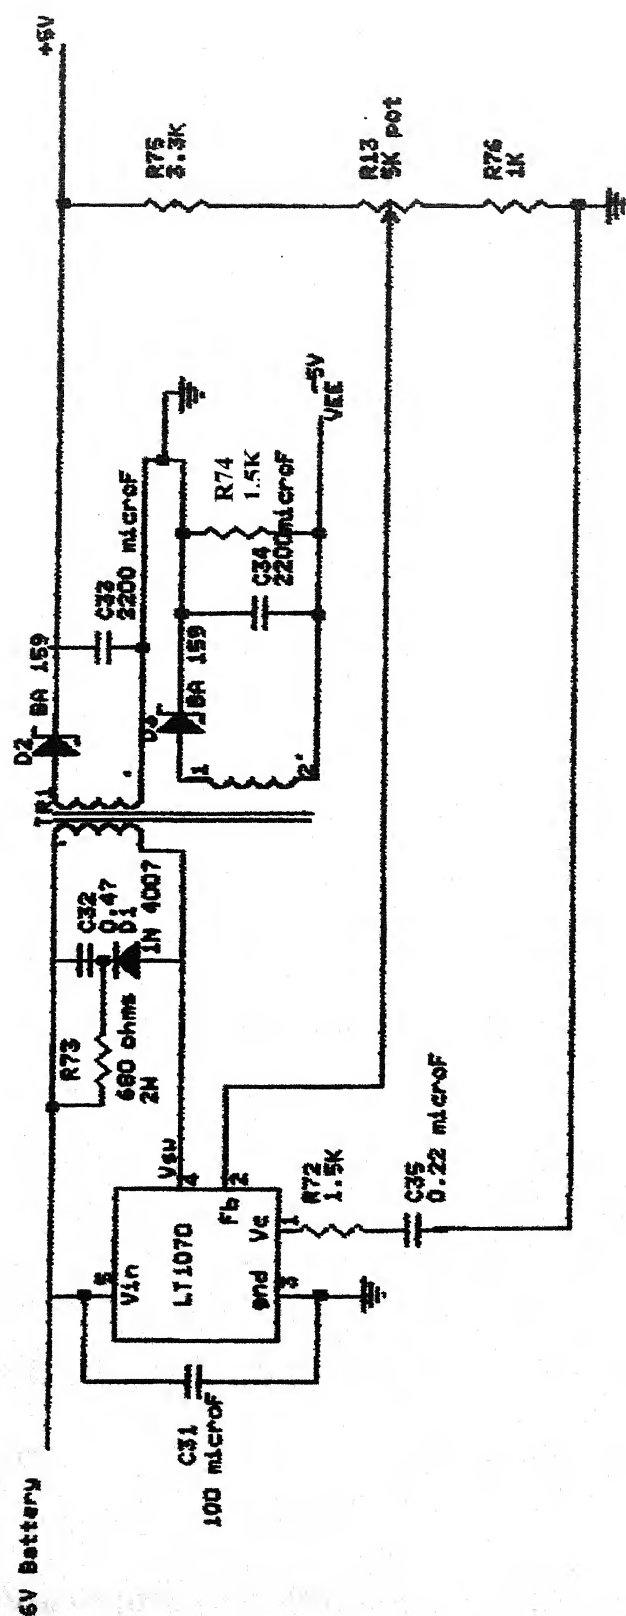 6V Battery
C31
100 microF
5
Vin
LT1070
gnd
3
Vsw
4
Fb
2
Vc
1
R72
1.5K
C35
0.22 microF
R73
680 ohms
2W
C32
0.47
D1
1N 4007
TR1
D2
BA 159
C33
2200 microF
D3
BA 159
1
2
C34
2200microF
R74
1.5K
-5V
VEE
+5V
R75
3.3K
R13
5K pot
R76
1K